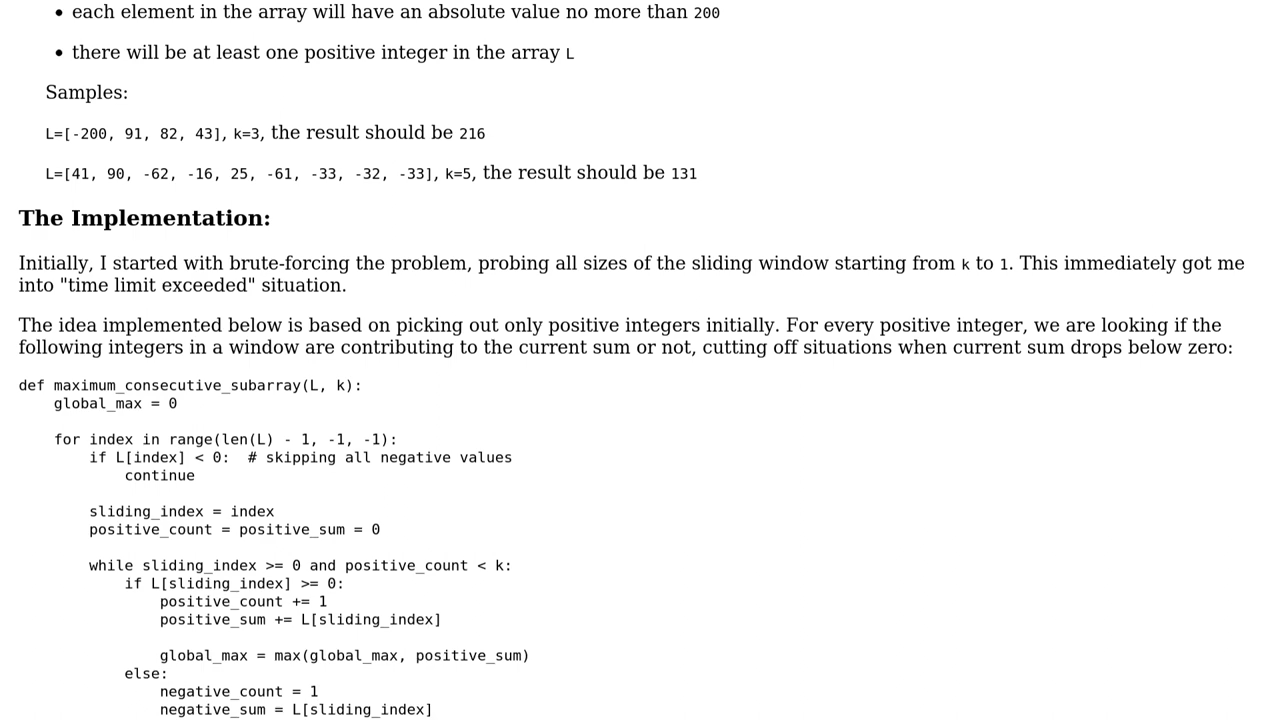 • each element in the array will have an absolute value no more than 200
• there will be at least one positive integer in the array L
Samples:
L=[-200, 91, 82, 43], k=3, the result should be 216
L=[41, 90, -62, -16, 25, -61, -33, -32, -33], k=5, the result should be 131
The Implementation:
Initially, I started with brute-forcing the problem, probing all sizes of the sliding window starting from k to 1. This immediately got me
into "time limit exceeded" situation.
The idea implemented below is based on picking out only positive integers initially. For every positive integer, we are looking if the
following integers in a window are contributing to the current sum or not, cutting off situations when current sum drops below zero:
def maximum_consecutive_subarray(L, k):
    global_max = 0
    for index in range(len(L) - 1, -1, -1):
        if L[index] < 0:  # skipping all negative values
            continue
        sliding_index = index
        positive_count = positive_sum = 0
        while sliding_index >= 0 and positive_count < k:
            if L[sliding_index] >= 0:
                positive_count += 1
                positive_sum += L[sliding_index]
                global_max = max(global_max, positive_sum)
            else:
                negative_count = 1
                negative_sum = L[sliding_index]